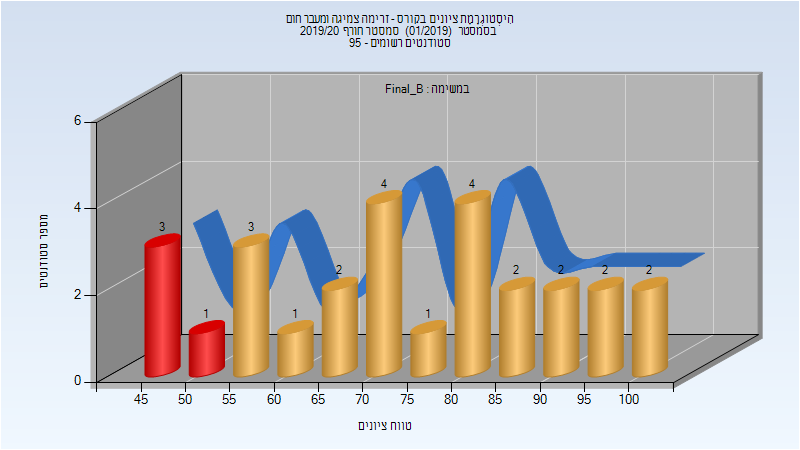 היסטוגרמת ציונים בקורס - זרימה צמיגה ומעבר חום
בסמסטר (01/2019) סמסטר חורף 2019/20
סטודנטים רשומים - 95
במשימה : Final_B
מספר סטודנטים
6
4
2
0
3
1
3
1
2
4
1
4
2
2
2
2
45 50 55 60 65 70 75 80 85 90 95 100
טווח ציונים